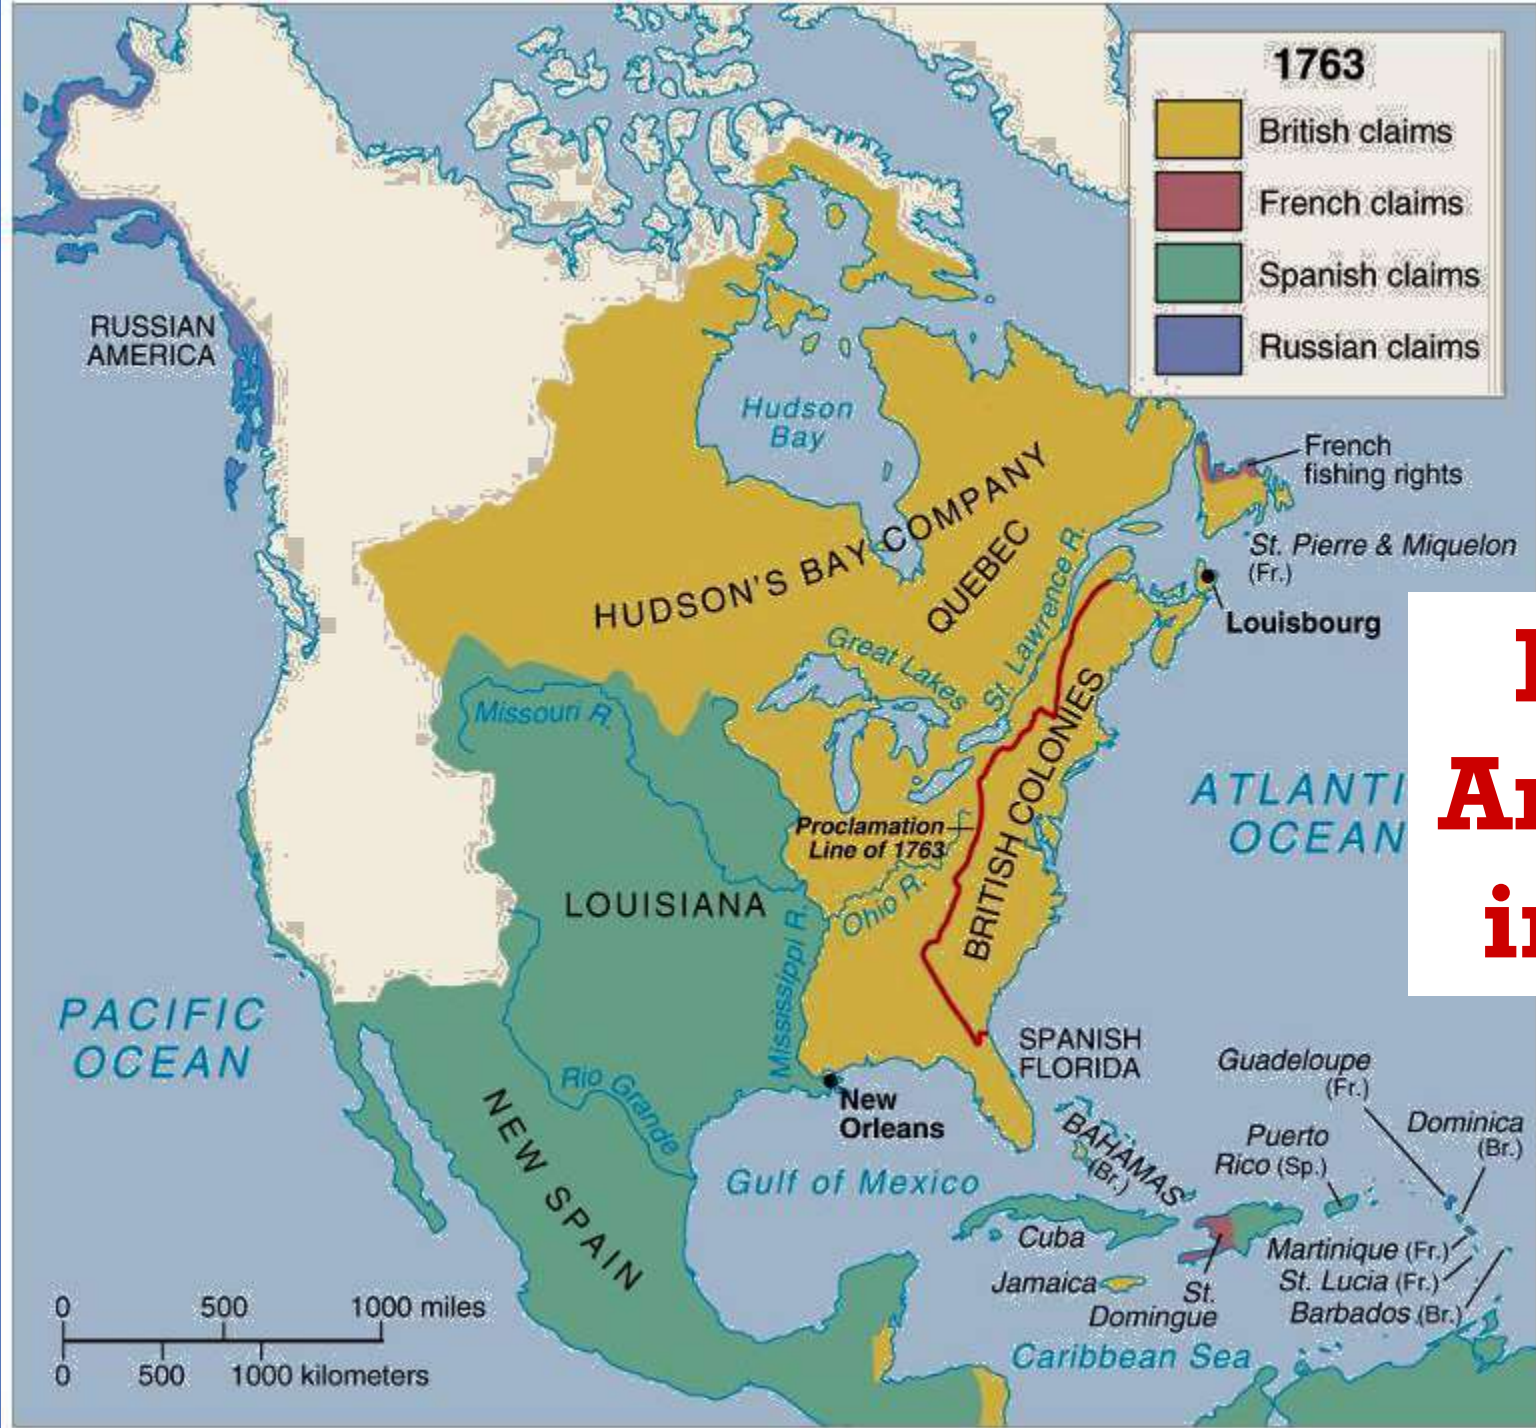 1763
British claims
French claims
Spanish claims
Russian claims
RUSSIAN
AMERICA
Hudson
Bay
French
fishing rights
HUDSON'S BAY COMPANY
QUEBEC
St. Lawrence R.
St. Pierre & Miquelon
(Fr.)
Louisbourg
Great Lakes
Missouri R.
BRITISH COLONIES
ATLANTI
OCEAN
Proclamation
Line of 1763
Ohio R.
LOUISIANA
Mississippi R.
PACIFIC
OCEAN
SPANISH
FLORIDA
Rio Grande
New
Orleans
NEW SPAIN
Gulf of Mexico
BAHAMAS
(Br.)
Guadeloupe
(Fr.)
Dominica
(Br.)
Puerto
Rico (Sp.)
Cuba
Jamaica
St.
Domingue
Martinique (Fr.)
St. Lucia (Fr.)
Barbados (Br.)
Caribbean Sea
0 500 1000 miles
0 500 1000 kilometers